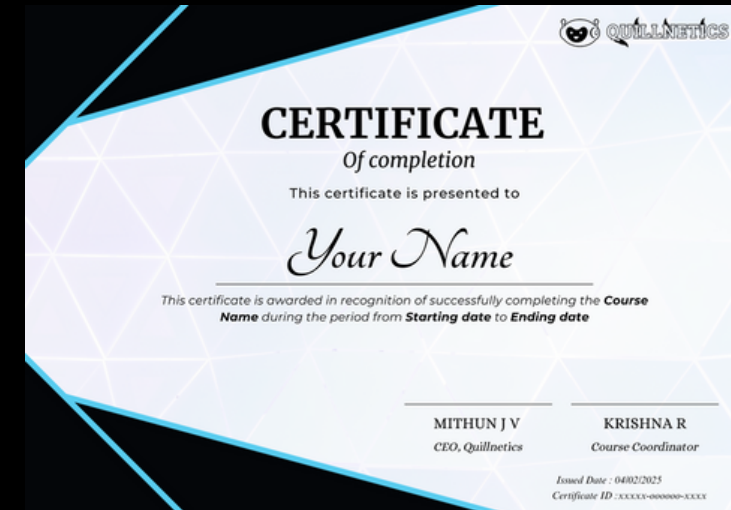 QUILLNETICS
CERTIFICATE
Of completion
This certificate is presented to
Your Name
This certificate is awarded in recognition of successfully completing the Course
Name during the period from Starting date to Ending date
MITHUN J V
KRISHNA R
CEO, Quillnetics
Course Coordinator
Issued Date : 04/02/2025
Certificate ID :xxxxx-oooooo-xxxx